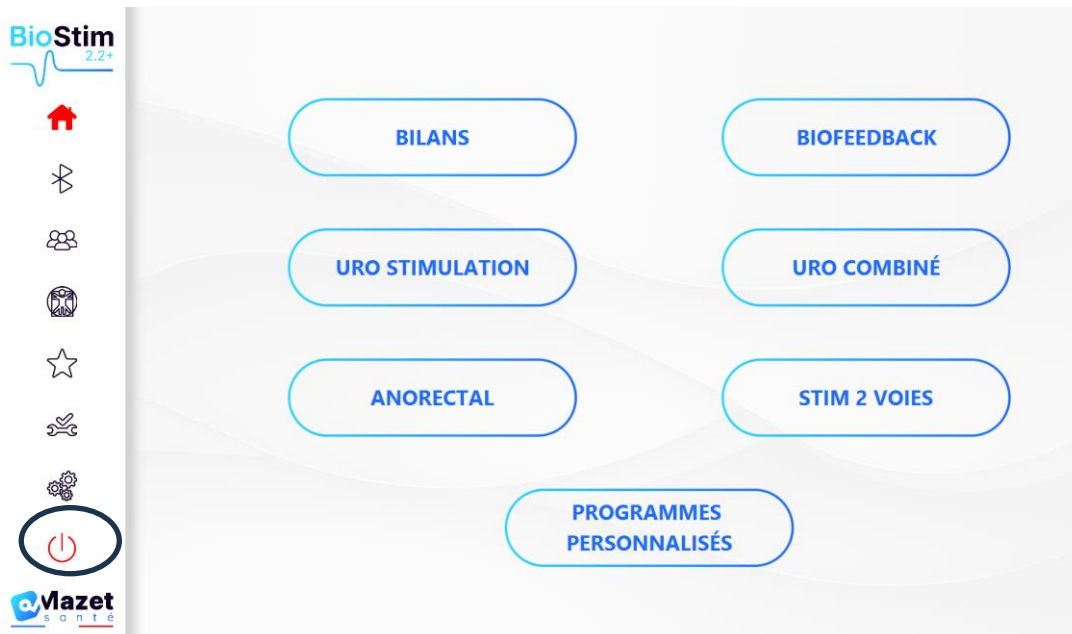 BioStim
2.2+
BILANS
BIOFEEDBACK
URO STIMULATION
URO COMBINÉ
ANORECTAL
STIM 2 VOIES
PROGRAMMES
PERSONNALISÉS
Mazet
santé